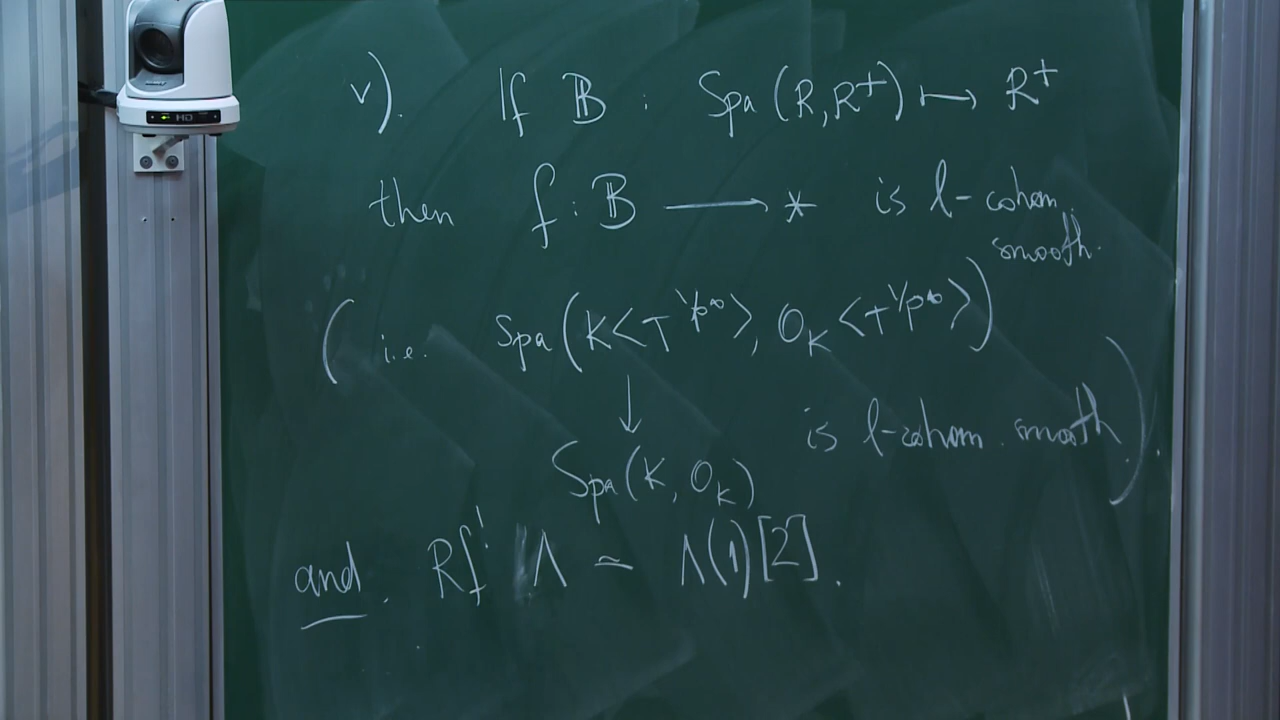 v). If 𝔹 : Spa (R, R⁺) ⟼ R⁺
then f : 𝔹 ⟶ * is ℓ-cohom. smooth.
( i.e. Spa(K<T^{1/p^∞}>, O_K <T^{1/p^∞}>)
↓
Spa(K, O_K) is ℓ-cohom. smooth ).
and. Rf^! Λ ≃ Λ(1)[2].
HD